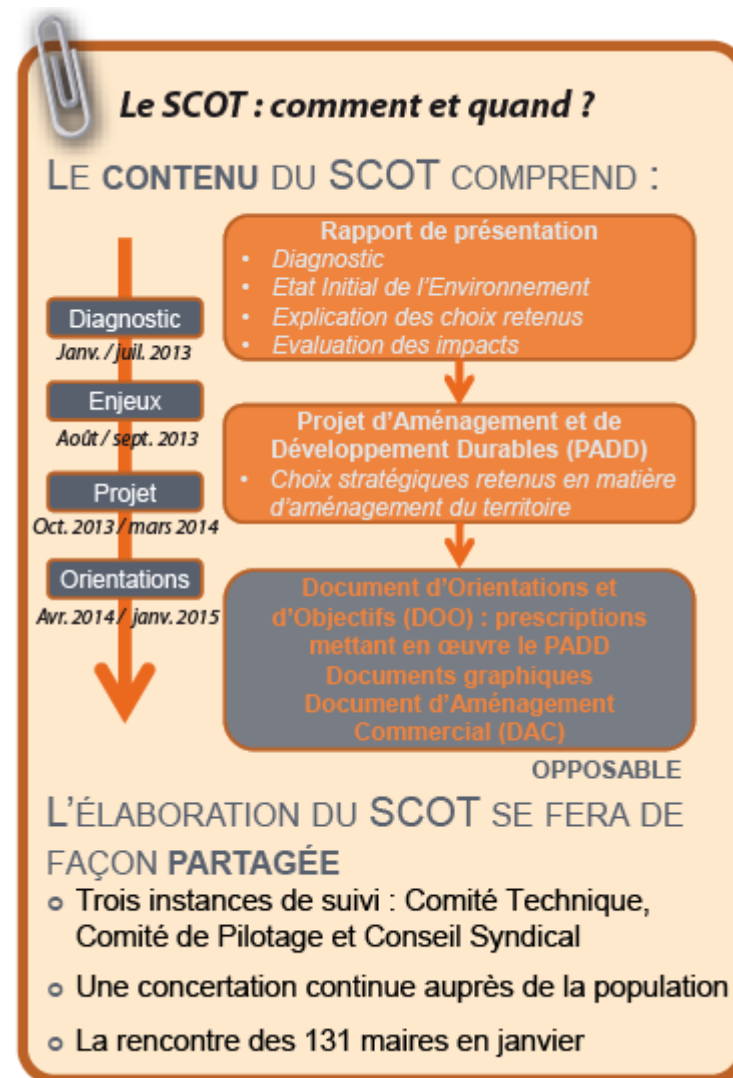 Le SCOT : comment et quand ?
LE CONTENU DU SCOT COMPREND :
Diagnostic
Janv. / juil. 2013
Enjeux
Août / sept. 2013
Projet
Oct. 2013 / mars 2014
Orientations
Avr. 2014 / janv. 2015
Rapport de présentation
• Diagnostic
• Etat Initial de l'Environnement
• Explication des choix retenus
• Evaluation des impacts
Projet d'Aménagement et de
Développement Durables (PADD)
• Choix stratégiques retenus en matière
d'aménagement du territoire
Document d'Orientations et
d'Objectifs (DOO) : prescriptions
mettant en œuvre le PADD
Documents graphiques
Document d'Aménagement
Commercial (DAC)
OPPOSABLE
L'ÉLABORATION DU SCOT SE FERA DE
FAÇON PARTAGÉE
Trois instances de suivi : Comité Technique,
Comité de Pilotage et Conseil Syndical
Une concertation continue auprès de la population
La rencontre des 131 maires en janvier